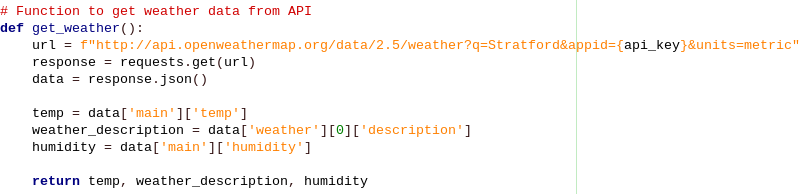 # Function to get weather data from API
def get_weather():
    url = f"http://api.openweathermap.org/data/2.5/weather?q=Stratford&appid={api_key}&units=metric"
    response = requests.get(url)
    data = response.json()

    temp = data['main']['temp']
    weather_description = data['weather'][0]['description']
    humidity = data['main']['humidity']

    return temp, weather_description, humidity